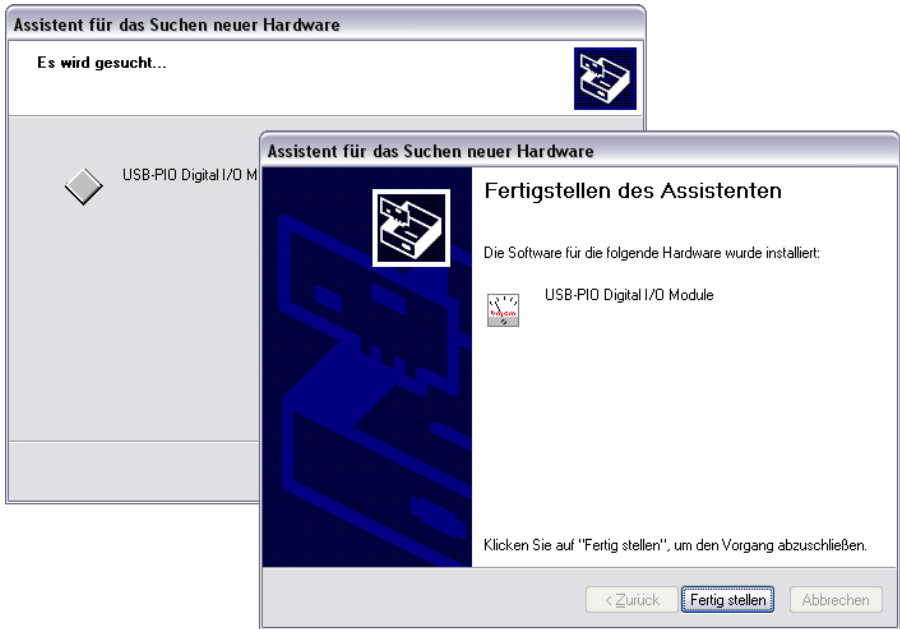 Assistent für das Suchen neuer Hardware
Es wird gesucht...
USB-PIO Digital I/O M
Assistent für das Suchen neuer Hardware
Fertigstellen des Assistenten
Die Software für die folgende Hardware wurde installiert:
USB-PIO Digital I/O Module
Klicken Sie auf "Fertig stellen", um den Vorgang abzuschließen.
< Zurück Fertig stellen Abbrechen